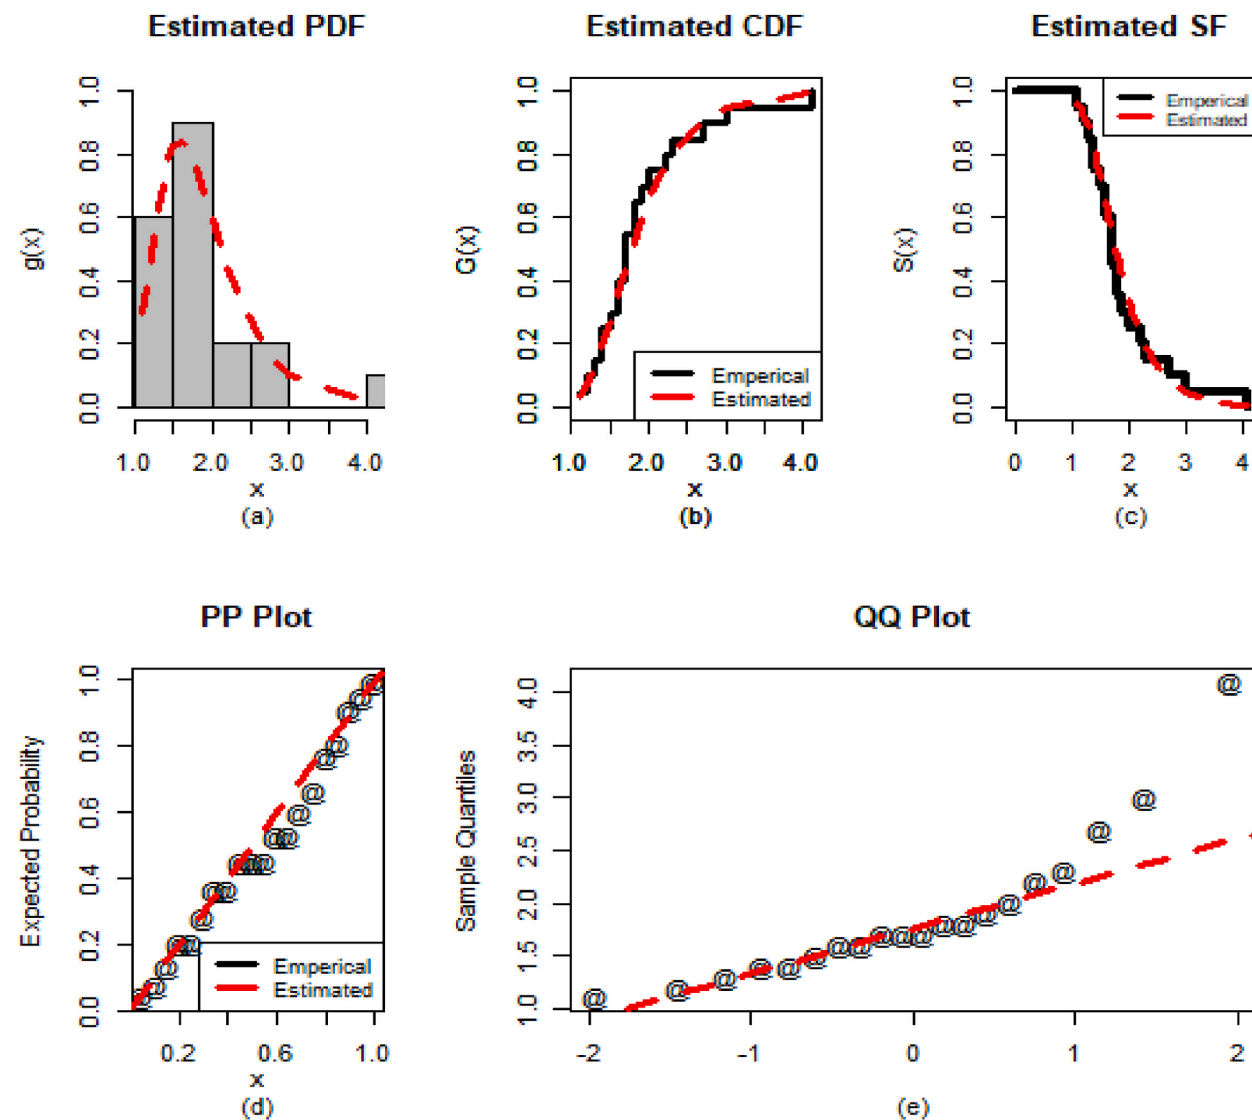 Estimated PDF
g(x)
0.0 0.2 0.4 0.6 0.8 1.0
1.0 2.0 3.0 4.0
x
(a)
Estimated CDF
G(x)
0.0 0.2 0.4 0.6 0.8 1.0
Emperical
Estimated
1.0 2.0 3.0 4.0
x
(b)
Estimated SF
S(x)
0.0 0.2 0.4 0.6 0.8 1.0
Emperical
Estimated
0 1 2 3 4
x
(c)
PP Plot
Expected Probability
0.0 0.2 0.4 0.6 0.8 1.0
Emperical
Estimated
0.2 0.6 1.0
x
(d)
QQ Plot
Sample Quantiles
1.0 1.5 2.0 2.5 3.0 3.5 4.0
-2 -1 0 1 2
(e)